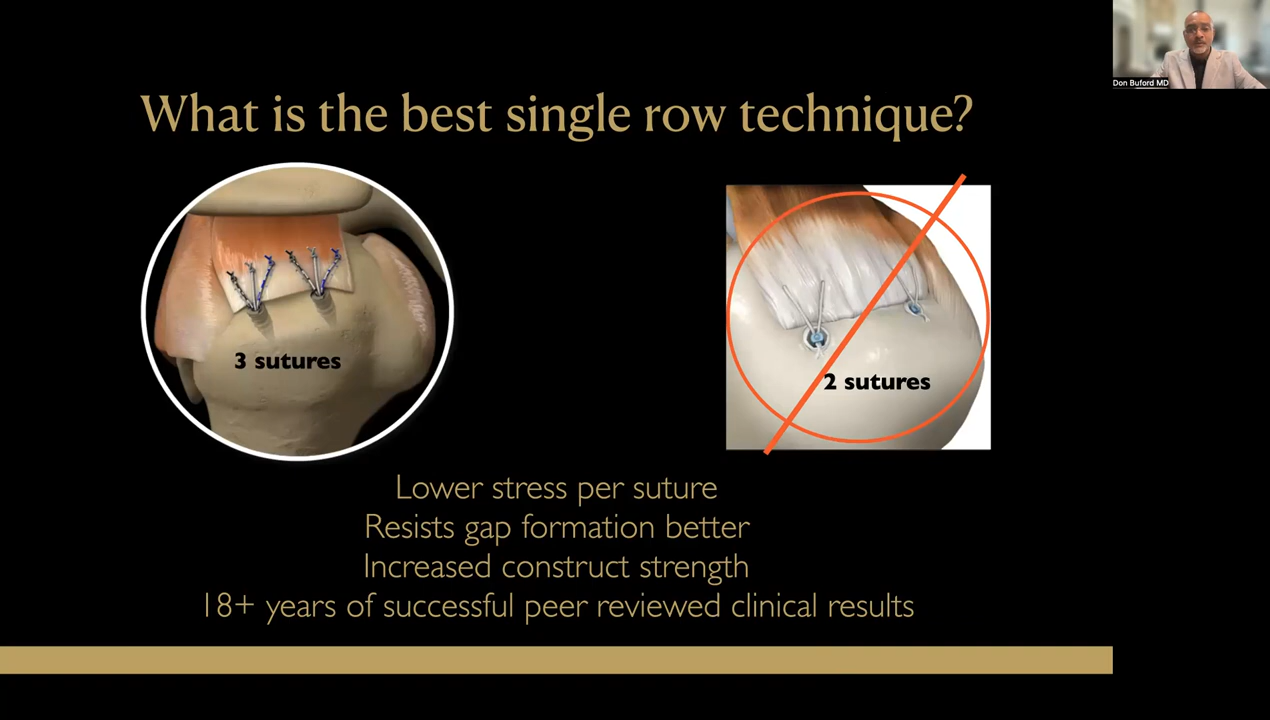 Don Buford MD
What is the best single row technique?
3 sutures
2 sutures
Lower stress per suture
Resists gap formation better
Increased construct strength
18+ years of successful peer reviewed clinical results